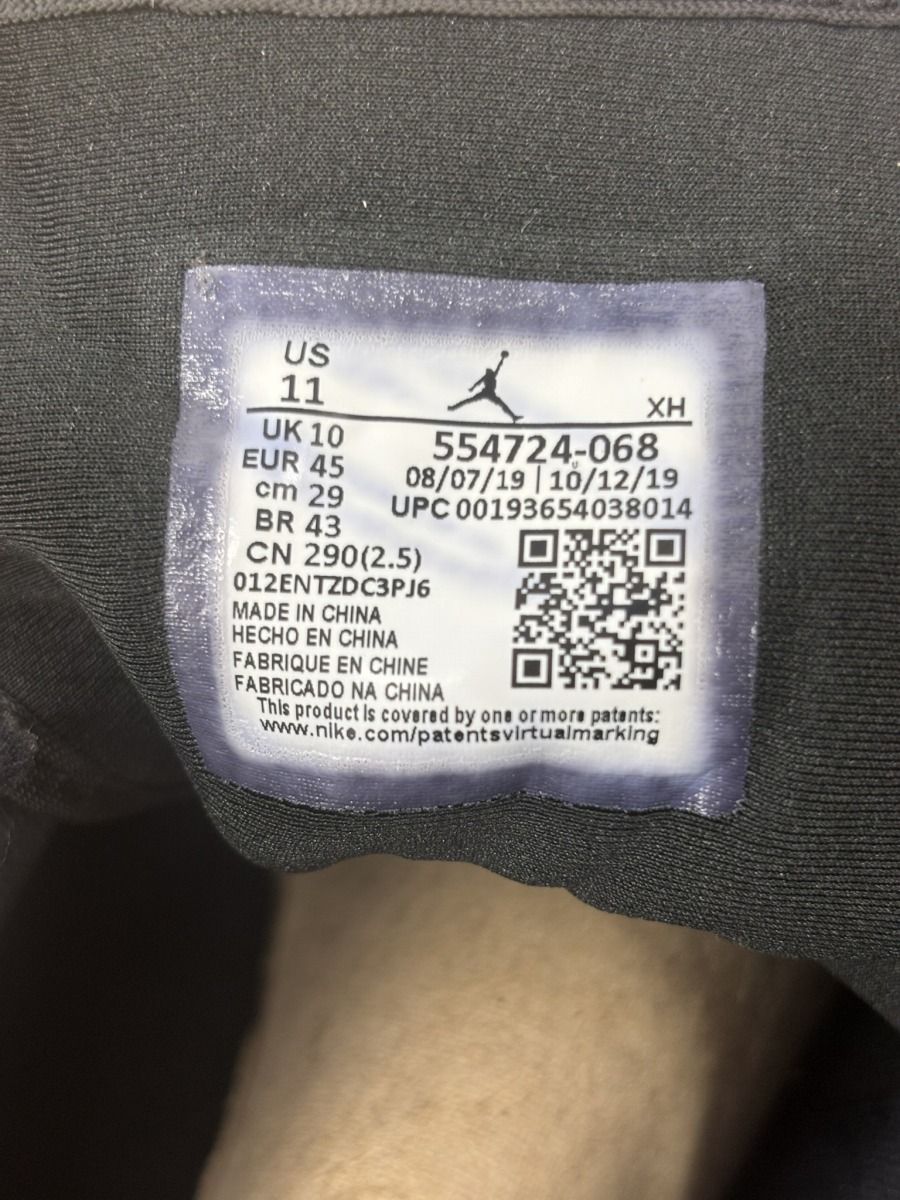 US
11
XH
UK 10
EUR 45
cm 29
BR 43
CN 290(2.5)
554724-068
08/07/19 | 10/12/19
UPC 00193654038014
012ENTZDC3PJ6
MADE IN CHINA
HECHO EN CHINA
FABRIQUE EN CHINE
FABRICADO NA CHINA
This product is covered by one or more patents:
www.nike.com/patentsvirtualmarking